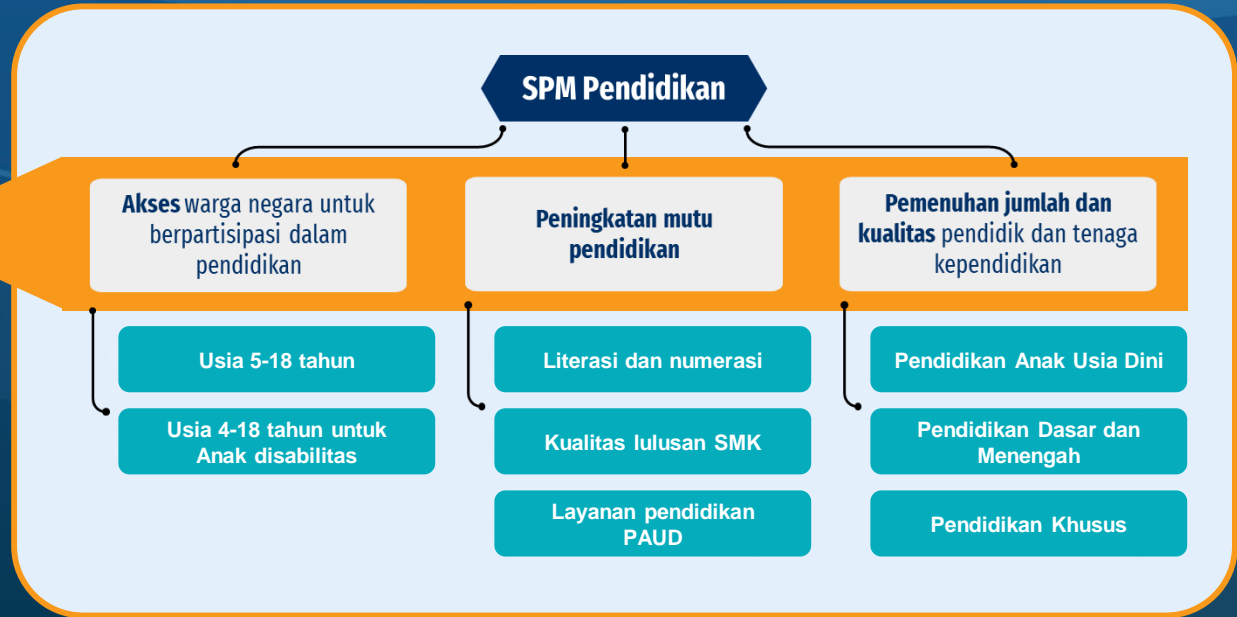 SPM Pendidikan
Akses warga negara untuk
berpartisipasi dalam
pendidikan
Peningkatan mutu
pendidikan
Pemenuhan jumlah dan
kualitas pendidik dan tenaga
kependidikan
Usia 5-18 tahun
Usia 4-18 tahun untuk
Anak disabilitas
Literasi dan numerasi
Kualitas lulusan SMK
Layanan pendidikan
PAUD
Pendidikan Anak Usia Dini
Pendidikan Dasar dan
Menengah
Pendidikan Khusus